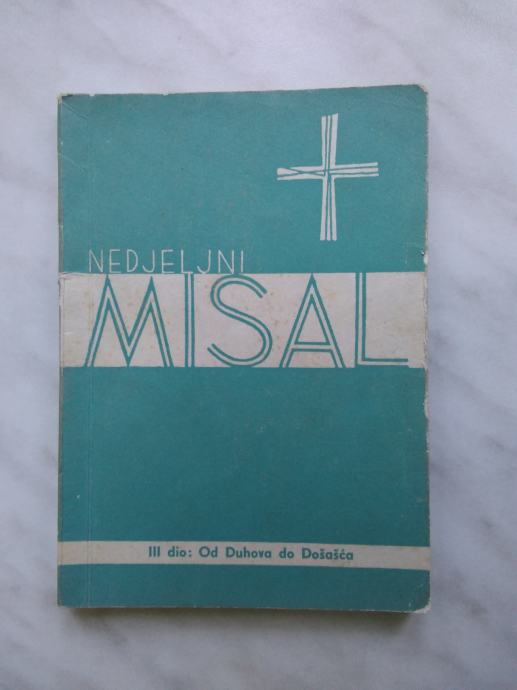 NEDJELJNI
MISAL
III dio: Od Duhova do Došašća